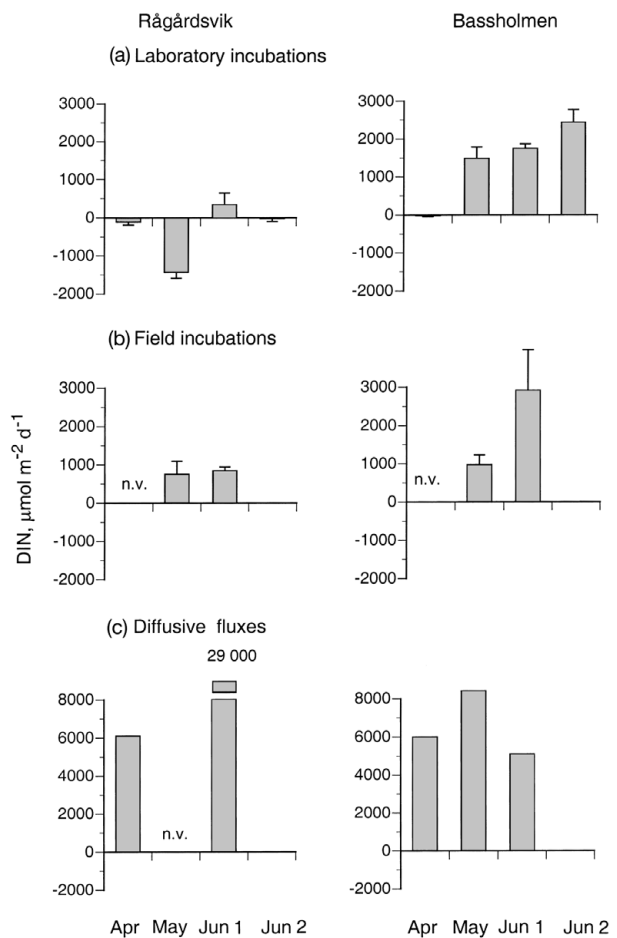 Rågårdsvik Bassholmen
(a) Laboratory incubations
3000 3000
2000 2000
1000 1000
0 0
-1000 -1000
-2000 -2000
(b) Field incubations
3000 3000
2000 2000
1000 1000
n.v. n.v.
0 0
-1000 -1000
-2000 -2000
DIN, μmol m⁻² d⁻¹
(c) Diffusive fluxes
29 000
8000 8000
6000 6000
4000 4000
2000 2000
n.v.
0 0
-2000 -2000
Apr May Jun 1 Jun 2 Apr May Jun 1 Jun 2